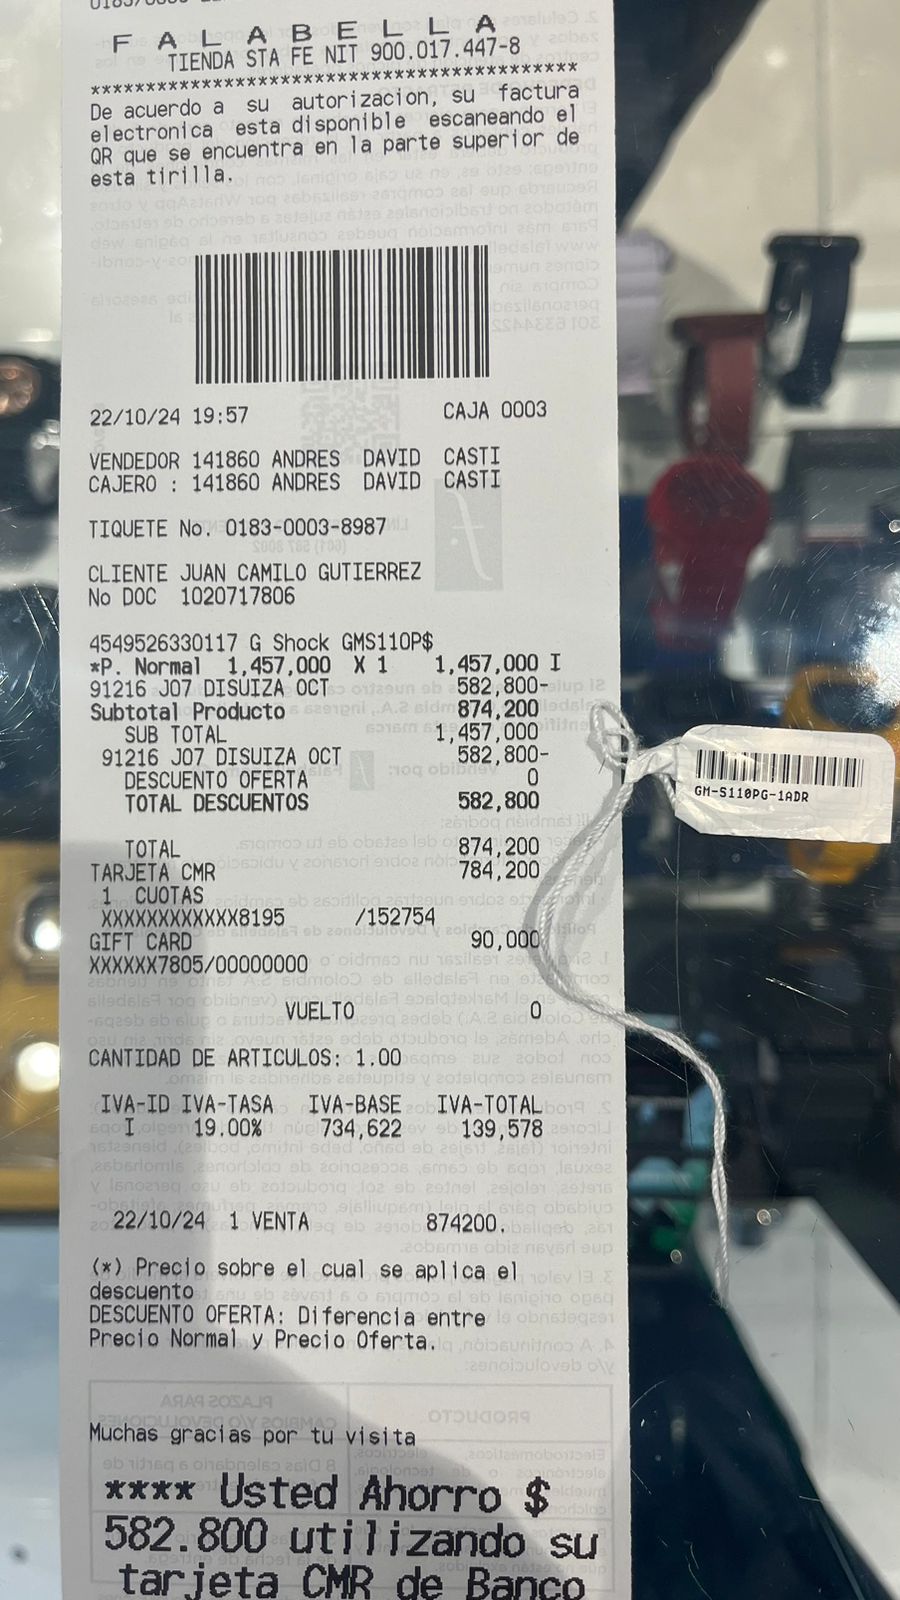 F A L A B E L L A
TIENDA STA FE NIT 900.017.447-8
********************************************
De acuerdo a su autorizacion, su factura
electronica esta disponible escaneando el
QR que se encuentra en la parte superior de
esta tirilla.
22/10/24 19:57 CAJA 0003
VENDEDOR 141860 ANDRES DAVID CASTI
CAJERO : 141860 ANDRES DAVID CASTI
TIQUETE No. 0183-0003-8987
CLIENTE JUAN CAMILO GUTIERREZ
No DOC 1020717806
4549526330117 G Shock GMS110P$
*P. Normal 1,457,000 X 1 1,457,000 I
91216 J07 DISUIZA OCT 582,800-
Subtotal Producto 874,200
SUB TOTAL 1,457,000
91216 J07 DISUIZA OCT 582,800-
DESCUENTO OFERTA 0
TOTAL DESCUENTOS 582,800
TOTAL 874,200
TARJETA CMR 784,200
1 CUOTAS
XXXXXXXXXXXX8195 /152754
GIFT CARD 90,000
XXXXXX7805/00000000
VUELTO 0
CANTIDAD DE ARTICULOS: 1.00
IVA-ID IVA-TASA IVA-BASE IVA-TOTAL
I 19.00% 734,622 139,578
22/10/24 1 VENTA 874200.
(*) Precio sobre el cual se aplica el
descuento
DESCUENTO OFERTA: Diferencia entre
Precio Normal y Precio Oferta.
Muchas gracias por tu visita
**** Usted Ahorro $
582.800 utilizando su
tarjeta CMR de Banco
GM-S110PG-1ADR